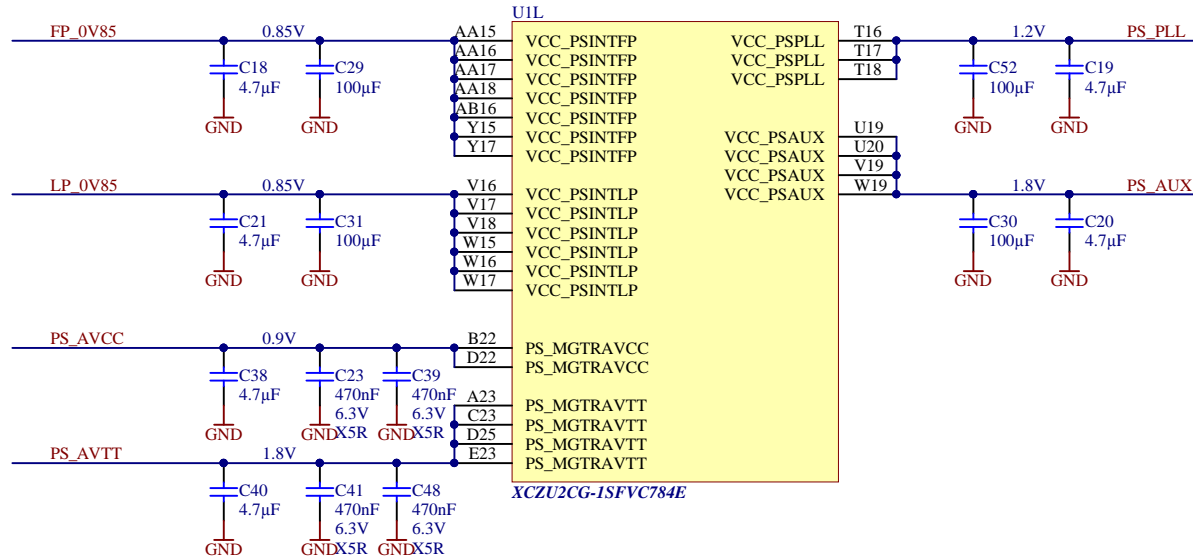 U1L
FP_0V85 0.85V AA15 VCC_PSINTFP VCC_PSPLL T16 1.2V PS_PLL
AA16 VCC_PSINTFP VCC_PSPLL T17
C18 C29 AA17 VCC_PSINTFP VCC_PSPLL T18 C52 C19
4.7µF 100µF AA18 VCC_PSINTFP 100µF 4.7µF
AB16 VCC_PSINTFP
GND GND Y15 VCC_PSINTFP VCC_PSAUX U19 GND GND
Y17 VCC_PSINTFP VCC_PSAUX U20
VCC_PSAUX V19
LP_0V85 0.85V V16 VCC_PSINTLP VCC_PSAUX W19 1.8V PS_AUX
V17 VCC_PSINTLP
C21 C31 V18 VCC_PSINTLP C30 C20
4.7µF 100µF W15 VCC_PSINTLP 100µF 4.7µF
W16 VCC_PSINTLP
GND GND W17 VCC_PSINTLP GND GND
PS_AVCC 0.9V B22 PS_MGTRAVCC
D22 PS_MGTRAVCC
C38 C23 C39
4.7µF 470nF 470nF
A23 PS_MGTRAVTT
6.3V 6.3V
C23 PS_MGTRAVTT
GND GND X5R GND X5R
D25 PS_MGTRAVTT
PS_AVTT 1.8V E23 PS_MGTRAVTT
C40 C41 C48 XCZU2CG-1SFVC784E
4.7µF 470nF 470nF
6.3V 6.3V
GND GND X5R GND X5R